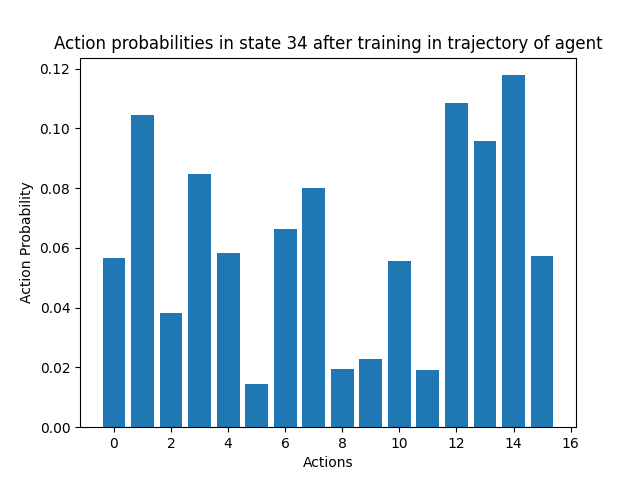 Action probabilities in state 34 after training in trajectory of agent
0.12
0.10
0.08
0.06
0.04
0.02
0.00
Action Probability
0 2 4 6 8 10 12 14 16
Actions